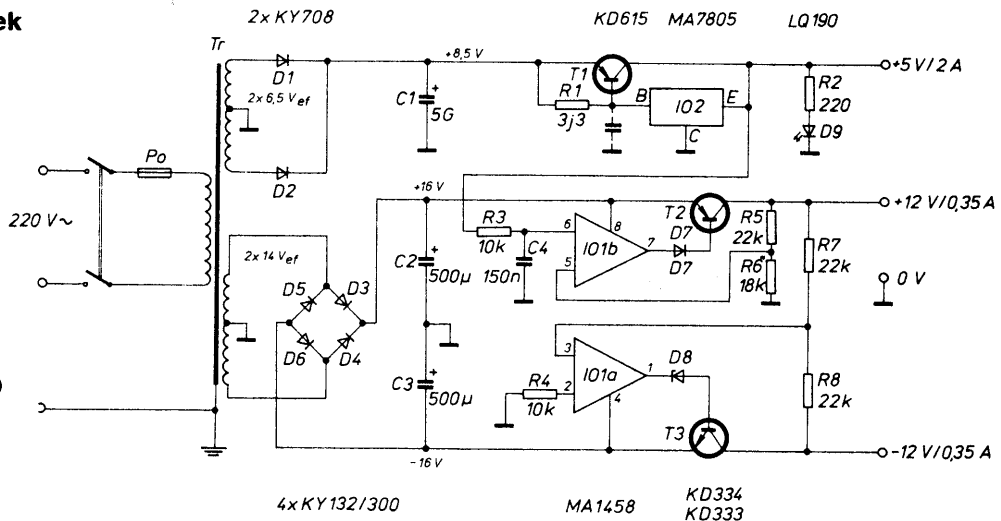 ek
2x KY708
KD615 MA7805 LQ190
Tr
D1
2x 6,5 Vef
D2
+8,5 V
C1
+
5G
R1
3j3
T1
B
IO2
E
C
R2
220
D9
+5 V/2 A
Po
220 V~
2x 14 Vef
D5
D3
D6
D4
+16 V
C2
+
500µ
C3
+
500µ
-16 V
R3
10k
C4
150n
6
5
IO1b
8
7
D7
D7
T2
R5
22k
R6
18k
R7
22k
+12 V/0,35 A
0 V
3
2
IO1a
1
4
R4
10k
D8
T3
R8
22k
-12 V/0,35 A
)
4x KY132/300
MA1458
KD334
KD333